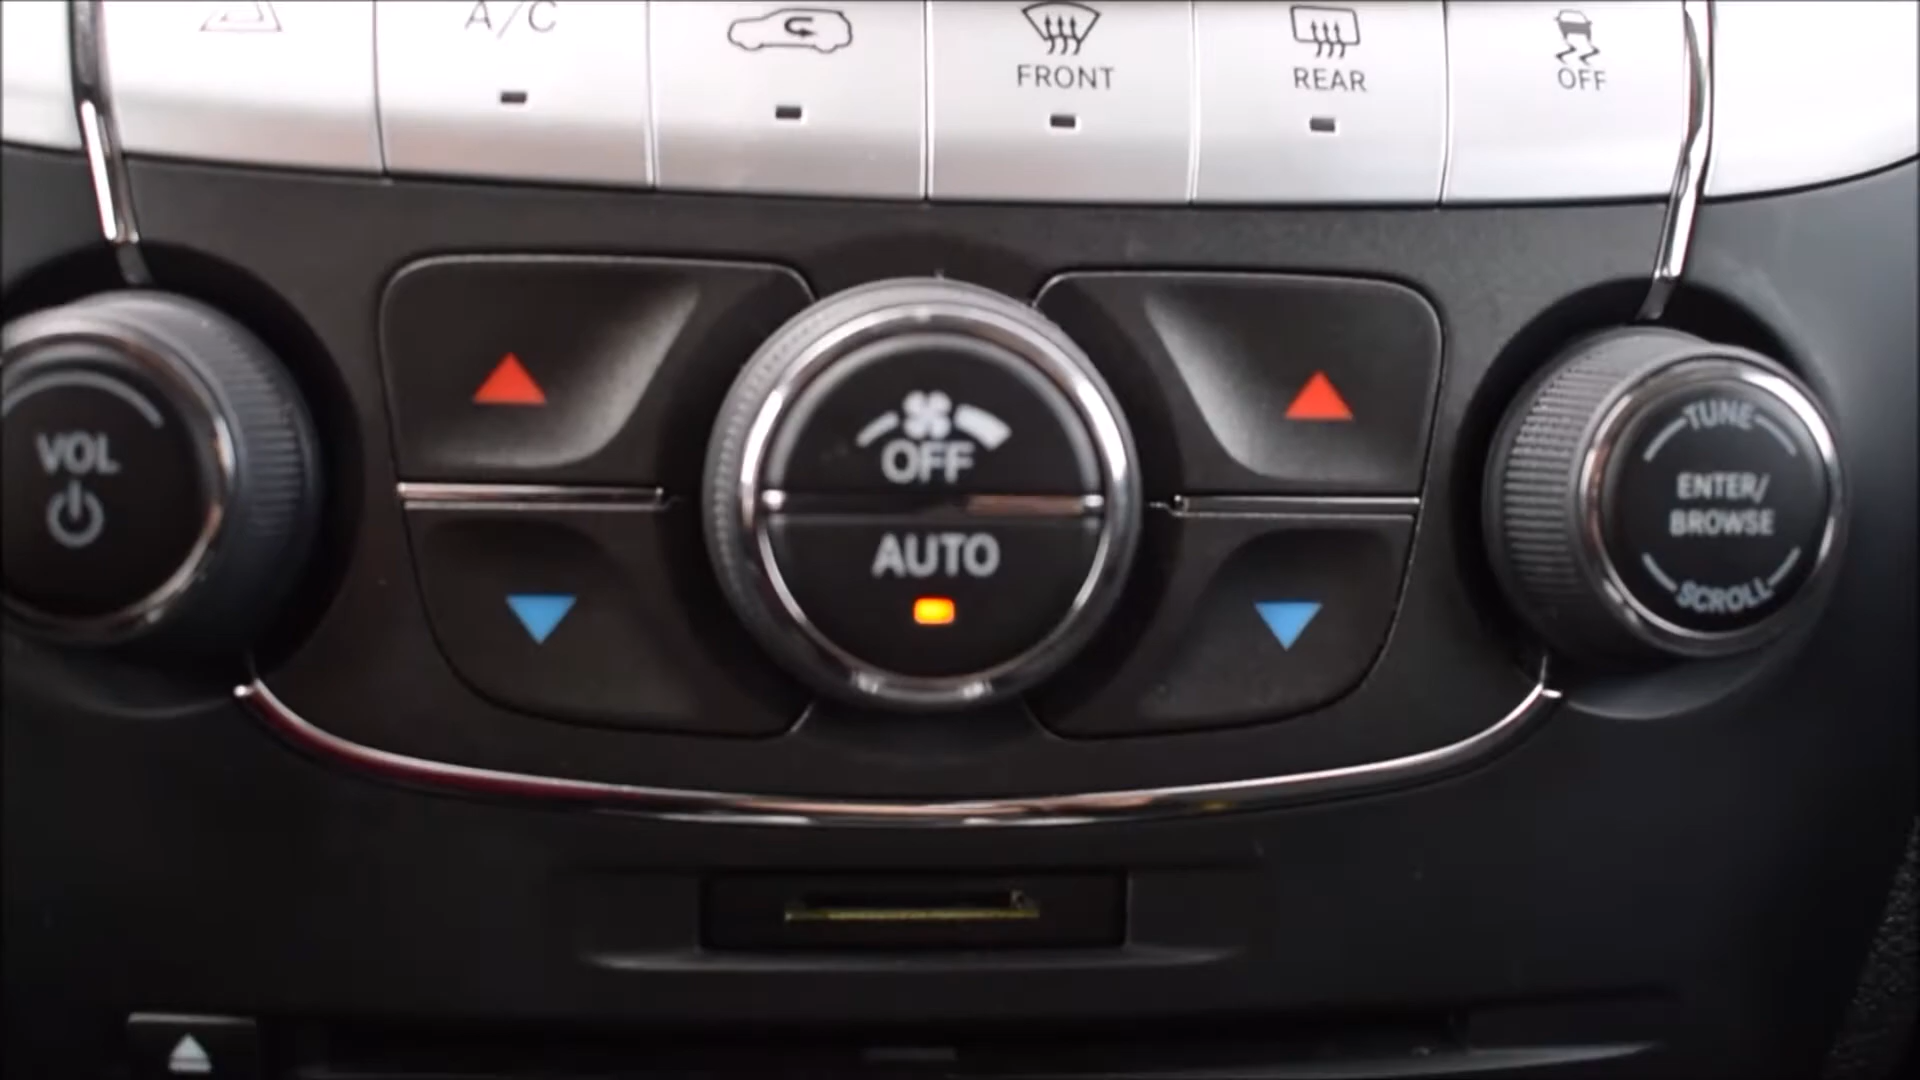 A/C
FRONT
REAR
OFF
VOL
OFF
AUTO
TUNE
ENTER/
BROWSE
SCROLL